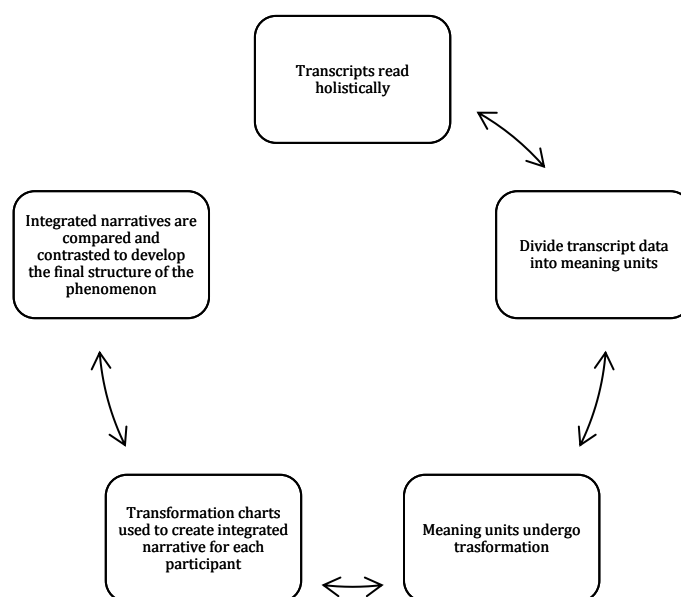 Transcripts read
holistically
Divide transcript data
into meaning units
Meaning units undergo
trasformation
Transformation charts
used to create integrated
narrative for each
participant
Integrated narratives are
compared and
contrasted to develop
the final structure of the
phenomenon